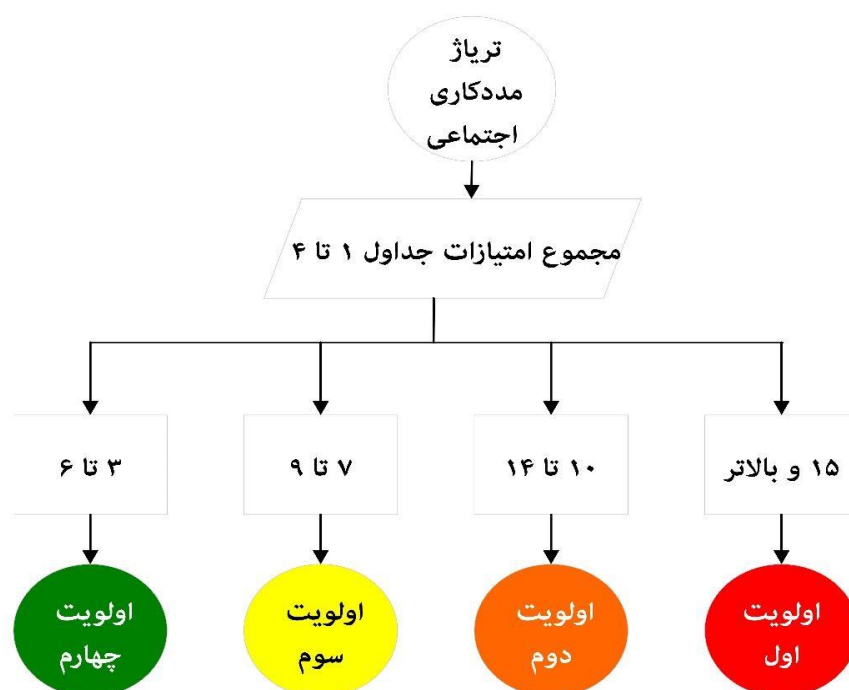 تریاژ
مددکاری
اجتماعی
مجموع امتیازات جداول ۱ تا ۴
۱۵ و بالاتر
۱۰ تا ۱۴
۷ تا ۹
۳ تا ۶
اولویت
اول
اولویت
دوم
اولویت
سوم
اولویت
چهارم